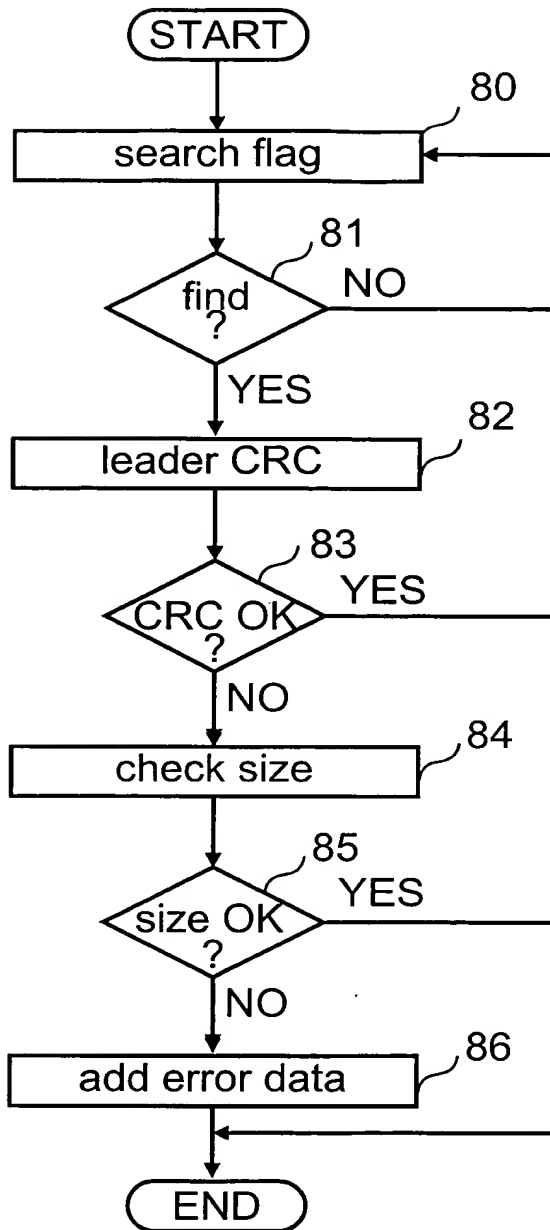 START
80
search flag
81
find
?
NO
YES
82
leader CRC
83
CRC OK
?
YES
NO
84
check size
85
size OK
?
YES
NO
86
add error data
END